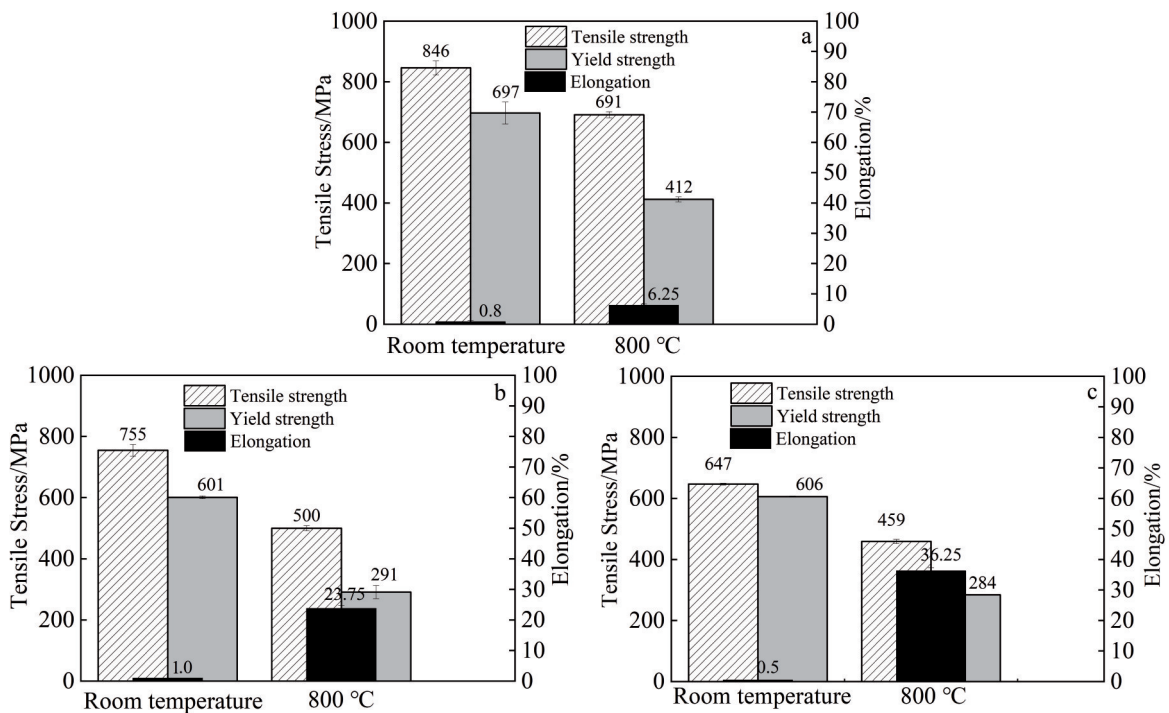 a
Tensile strength
Yield strength
Elongation
Tensile Stress/MPa
1000
800
600
400
200
0
846
697
0.8
691
412
6.25
100
90
80
70
60
50
40
30
20
10
0
Elongation/%
Room temperature
800 °C
b
Tensile strength
Yield strength
Elongation
Tensile Stress/MPa
1000
800
600
400
200
0
755
601
1.0
500
291
23.75
100
90
80
70
60
50
40
30
20
10
0
Elongation/%
Room temperature
800 °C
c
Tensile strength
Yield strength
Elongation
Tensile Stress/MPa
1000
800
600
400
200
0
647
606
0.5
459
36.25
284
100
90
80
70
60
50
40
30
20
10
0
Elongation/%
Room temperature
800 °C